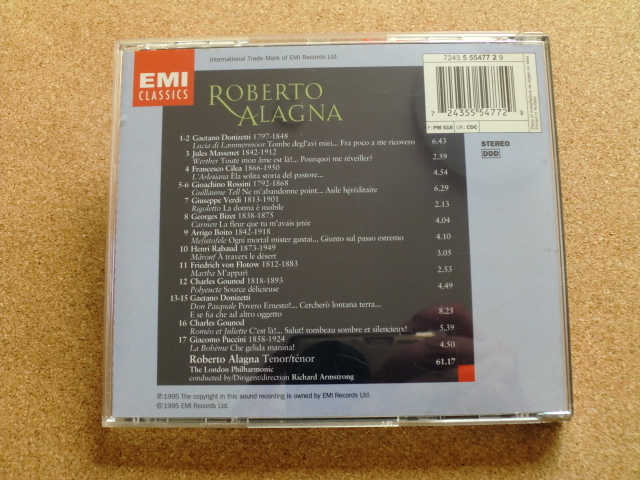 International Trade Mark of EMI Records Ltd.
7243 5 55477 2 9
EMI
CLASSICS
7 24355 54772 9
F: PM 518 UK: CDC
ROBERTO
ALAGNA
STEREO
DDD
1-2 Gaetano Donizetti 1797-1848
Lucia di Lammermoor Tombe degl'avi miei... Fra poco a me ricovero 6.43
3 Jules Massenet 1842-1912
Werther Toute mon âme est là!... Pourquoi me réveiller? 2.59
4 Francesco Cilea 1866-1950
L'Arlesiana È la solita storia del pastore... 4.54
5-6 Gioachino Rossini 1792-1868
Guillaume Tell Ne m'abandonne point... Asile héréditaire 6.29
7 Giuseppe Verdi 1813-1901
Rigoletto La donna è mobile 2.13
8 Georges Bizet 1838-1875
Carmen La fleur que tu m'avais jetée 4.04
9 Arrigo Boito 1842-1918
Mefistofele Ogni mortal mister gustai... Giunto sul passo estremo 4.10
10 Henri Rabaud 1873-1949
Mârouf À travers le désert 3.05
11 Friedrich von Flotow 1812-1883
Martha M'apparì 2.53
12 Charles Gounod 1818-1893
Polyeucte Source délicieuse 4.49
13-15 Gaetano Donizetti
Don Pasquale Povero Ernesto!... Cercherò lontana terra...
E se fia che ad altro oggetto 8.25
16 Charles Gounod
Roméo et Juliette C'est là!... Salut! tombeau sombre et silencieux! 5.39
17 Giacomo Puccini 1858-1924
La Bohème Che gelida manina! 4.50
Roberto Alagna Tenor/ténor 61.17
The London Philharmonic
conducted by/Dirigent/direction Richard Armstrong
℗ 1995 The copyright in this sound recording is owned by EMI Records Ltd.
© 1995 EMI Records Ltd.